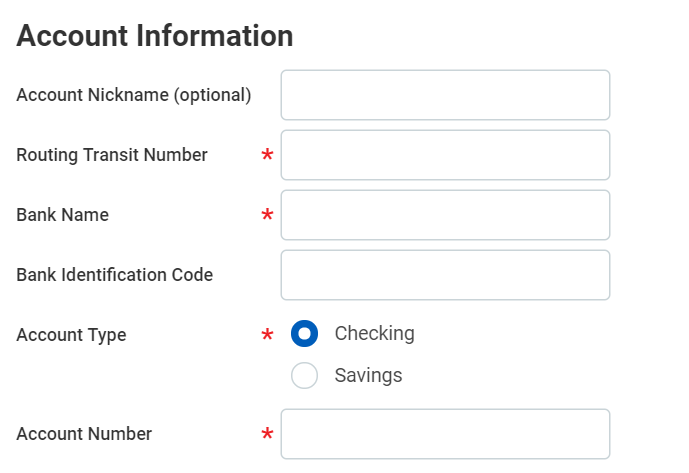 Account Information
Account Nickname (optional)
Routing Transit Number *
Bank Name *
Bank Identification Code
Account Type * Checking
Savings
Account Number *